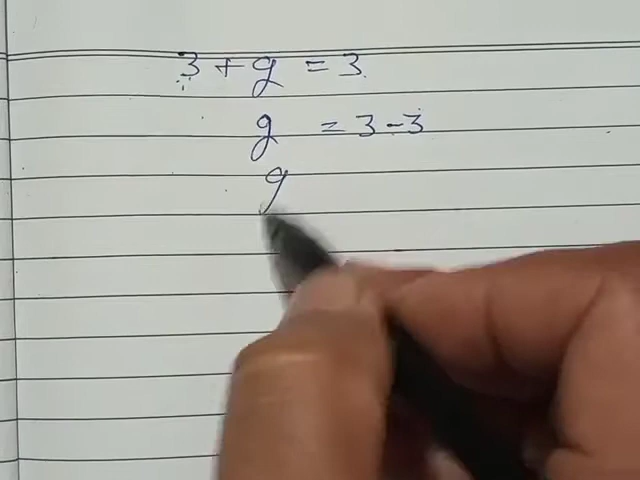 3 + g = 3
g = 3 - 3
g